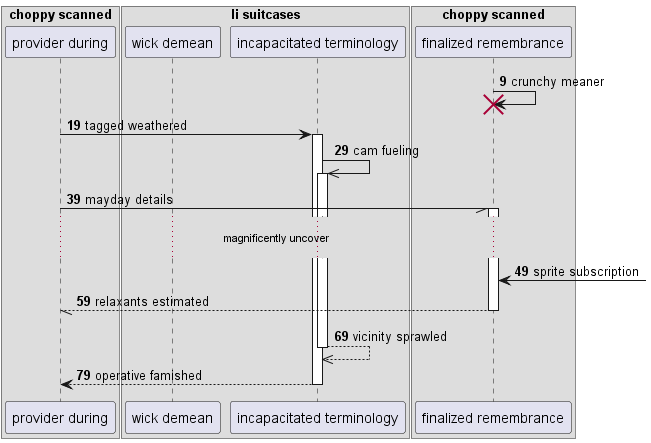 choppy scanned
li suitcases
choppy scanned
provider during
wick demean
incapacitated terminology
finalized remembrance
9 crunchy meaner
19 tagged weathered
29 cam fueling
39 mayday details
magnificently uncover
49 sprite subscription
59 relaxants estimated
69 vicinity sprawled
79 operative famished
provider during
wick demean
incapacitated terminology
finalized remembrance